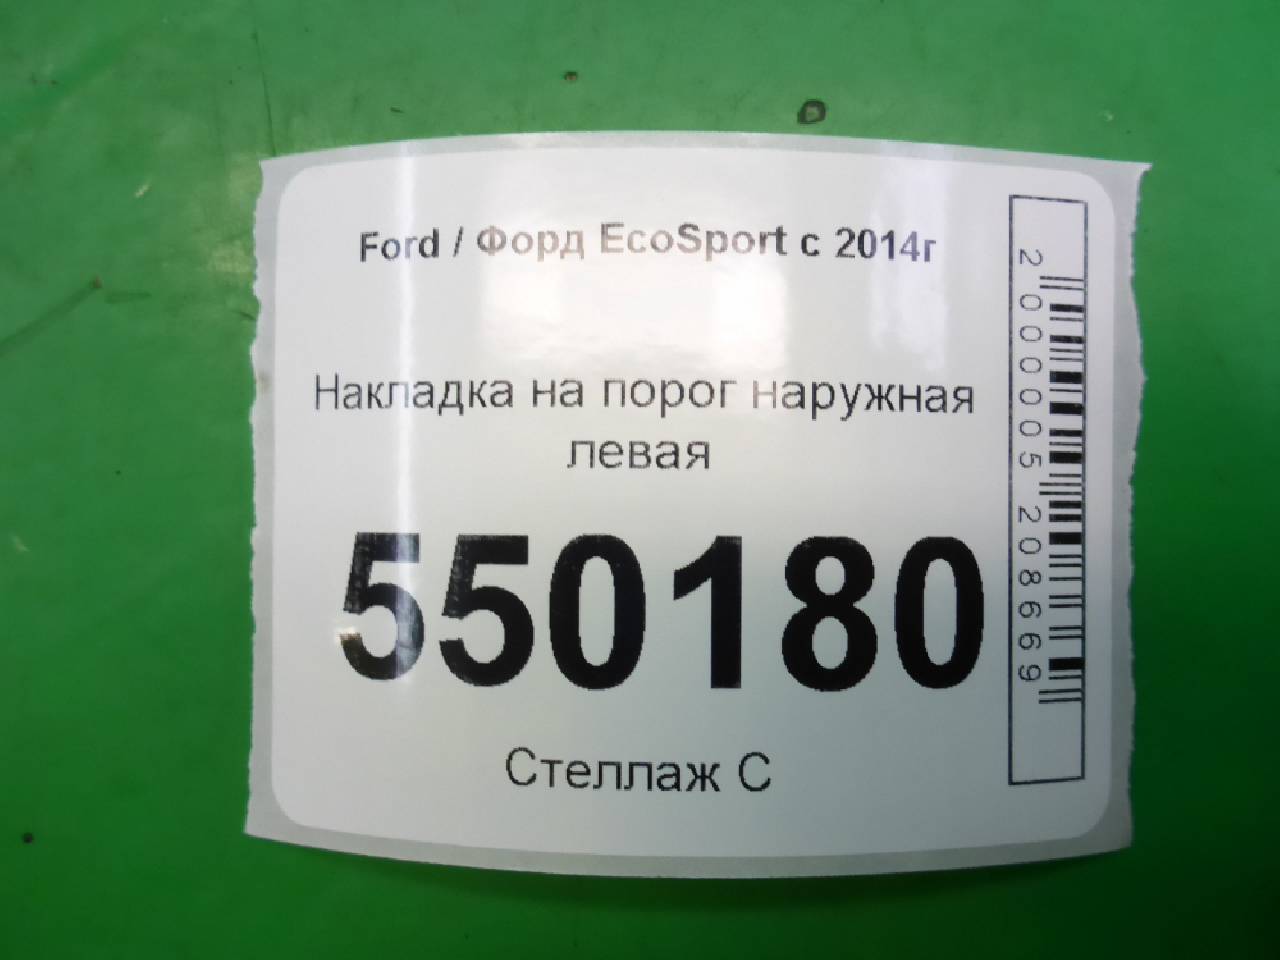 Ford / Форд EcoSport с 2014г
Накладка на порог наружная
левая
550180
Стеллаж С
2000005208669